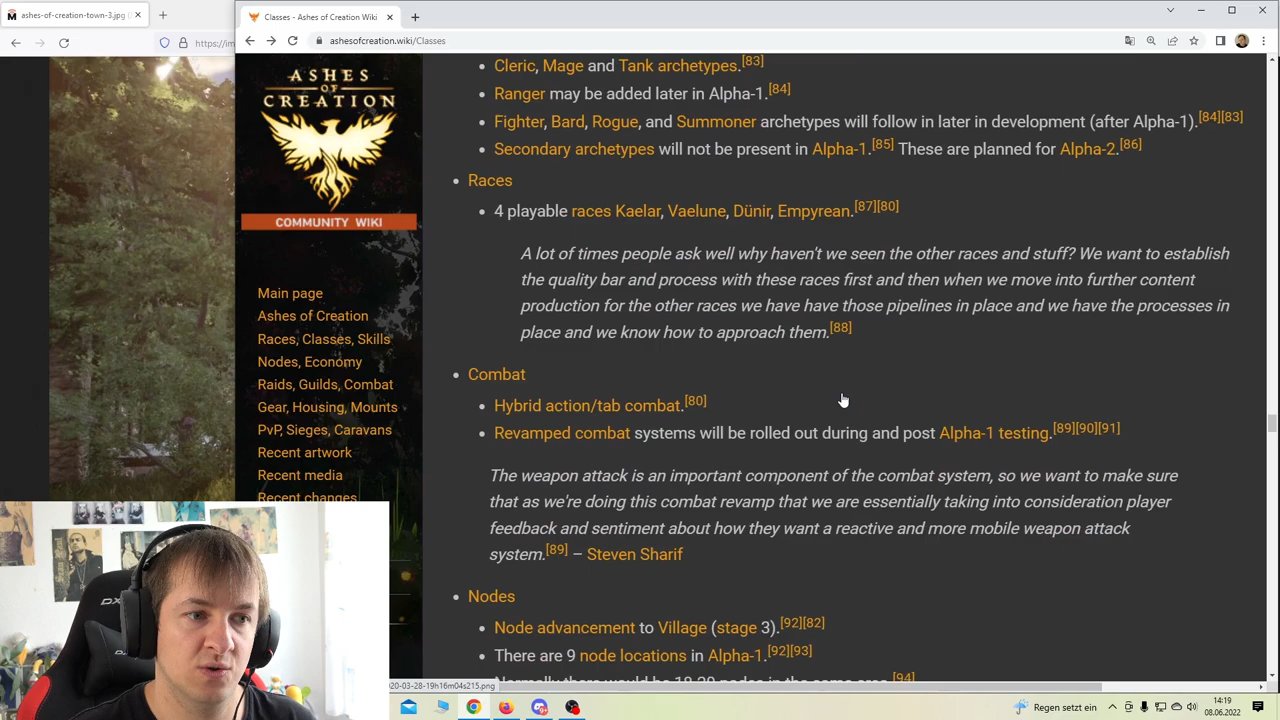 ashes-of-creation-town-3.jpg (
Classes - Ashes of Creation Wiki
https://im
ashesofcreation.wiki/Classes
ASHES
OF
CREATION
COMMUNITY WIKI
Main page
Ashes of Creation
Races, Classes, Skills
Nodes, Economy
Raids, Guilds, Combat
Gear, Housing, Mounts
PvP, Sieges, Caravans
Recent artwork
Recent media
Recent changes
Cleric, Mage and Tank archetypes.[83]
Ranger may be added later in Alpha-1.[84]
Fighter, Bard, Rogue, and Summoner archetypes will follow in later in development (after Alpha-1).[84][83]
Secondary archetypes will not be present in Alpha-1.[85] These are planned for Alpha-2.[86]
Races
4 playable races Kaelar, Vaelune, Dünir, Empyrean.[87][80]
A lot of times people ask well why haven't we seen the other races and stuff? We want to establish
the quality bar and process with these races first and then when we move into further content
production for the other races we have have those pipelines in place and we have the processes in
place and we know how to approach them.[88]
Combat
Hybrid action/tab combat.[80]
Revamped combat systems will be rolled out during and post Alpha-1 testing.[89][90][91]
The weapon attack is an important component of the combat system, so we want to make sure
that as we're doing this combat revamp that we are essentially taking into consideration player
feedback and sentiment about how they want a reactive and more mobile weapon attack
system.[89] – Steven Sharif
Nodes
Node advancement to Village (stage 3).[92][82]
There are 9 node locations in Alpha-1.[92][93]
20-03-28-19h16m04s215.png
DX
Regen setzt ein
14:19
08.06.2022